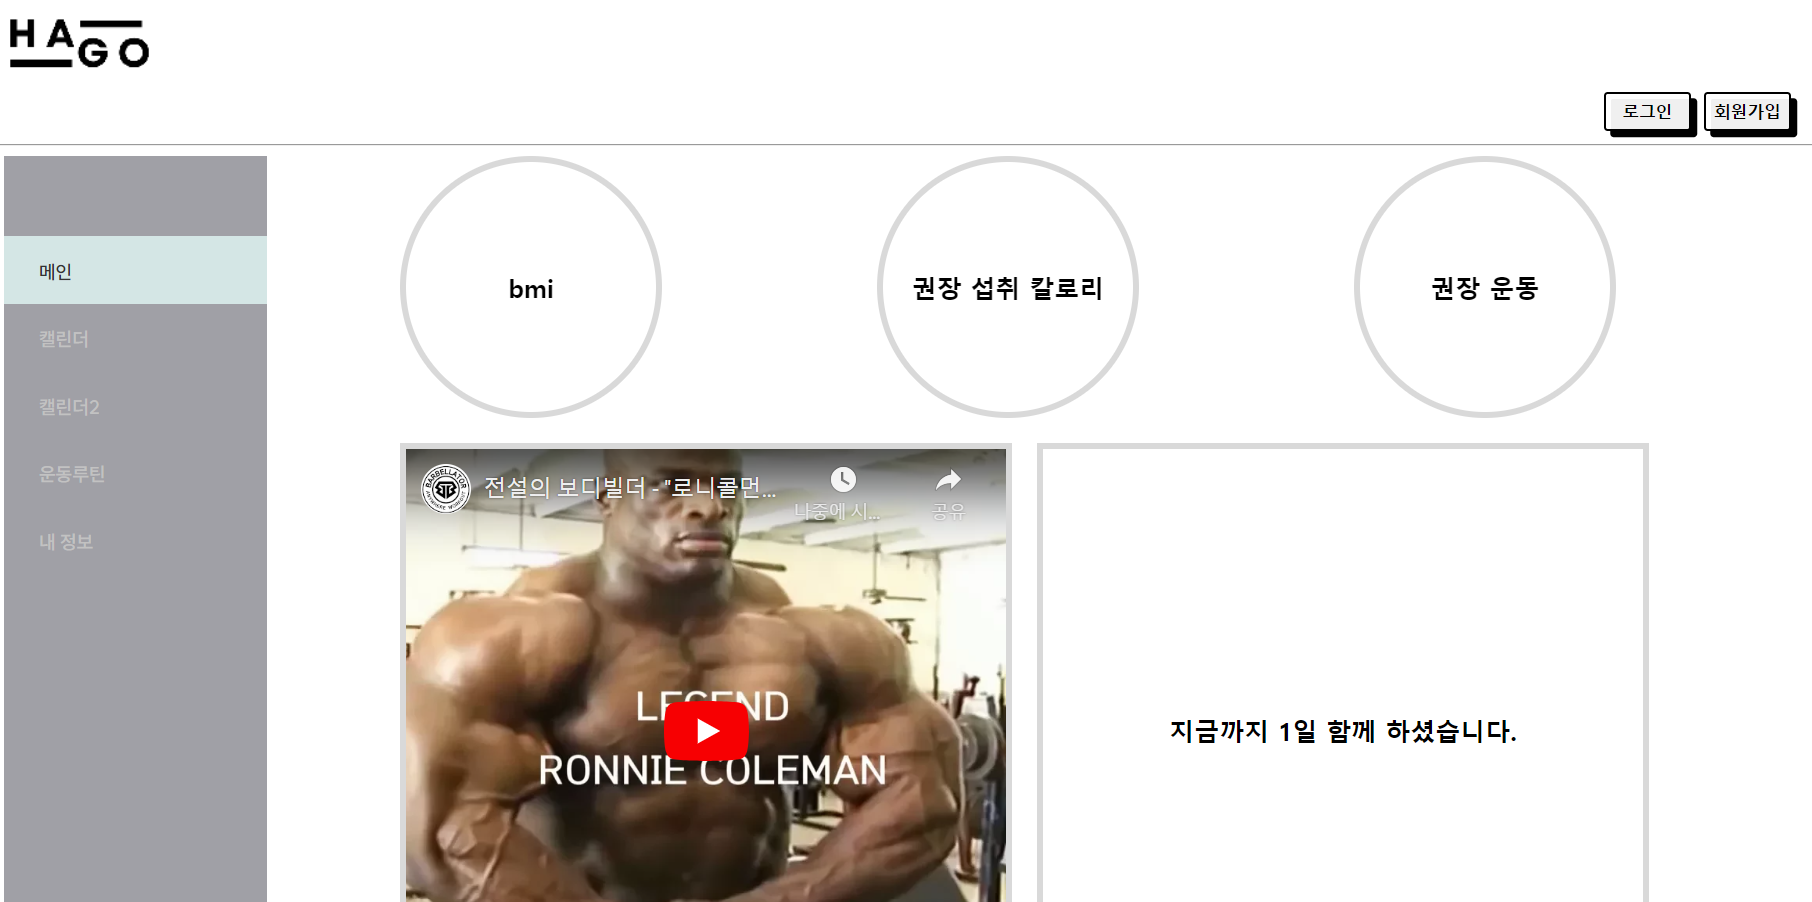 HAGO
로그인
회원가입
메인
캘린더
캘린더2
운동루틴
내 정보
bmi
권장 섭취 칼로리
권장 운동
BARBELLATOR
ANYWHERE WORKOUT
전설의 보디빌더 - "로니콜먼...
나중에 시...
공유
LEGEND
RONNIE COLEMAN
지금까지 1일 함께 하셨습니다.